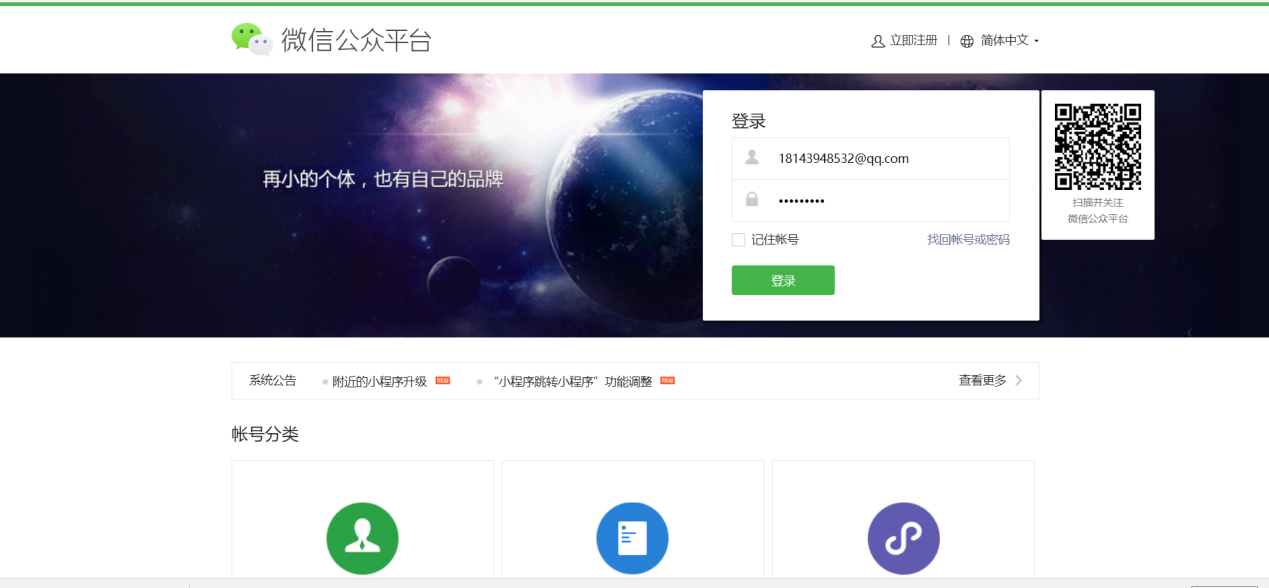 微信公众平台
立即注册 | 简体中文
再小的个体，也有自己的品牌
登录
18143948532@qq.com
•••••••••
记住帐号 找回帐号或密码
登录
扫描并关注
微信公众平台
系统公告 附近的小程序升级 NEW “小程序跳转小程序”功能调整 NEW 查看更多
帐号分类